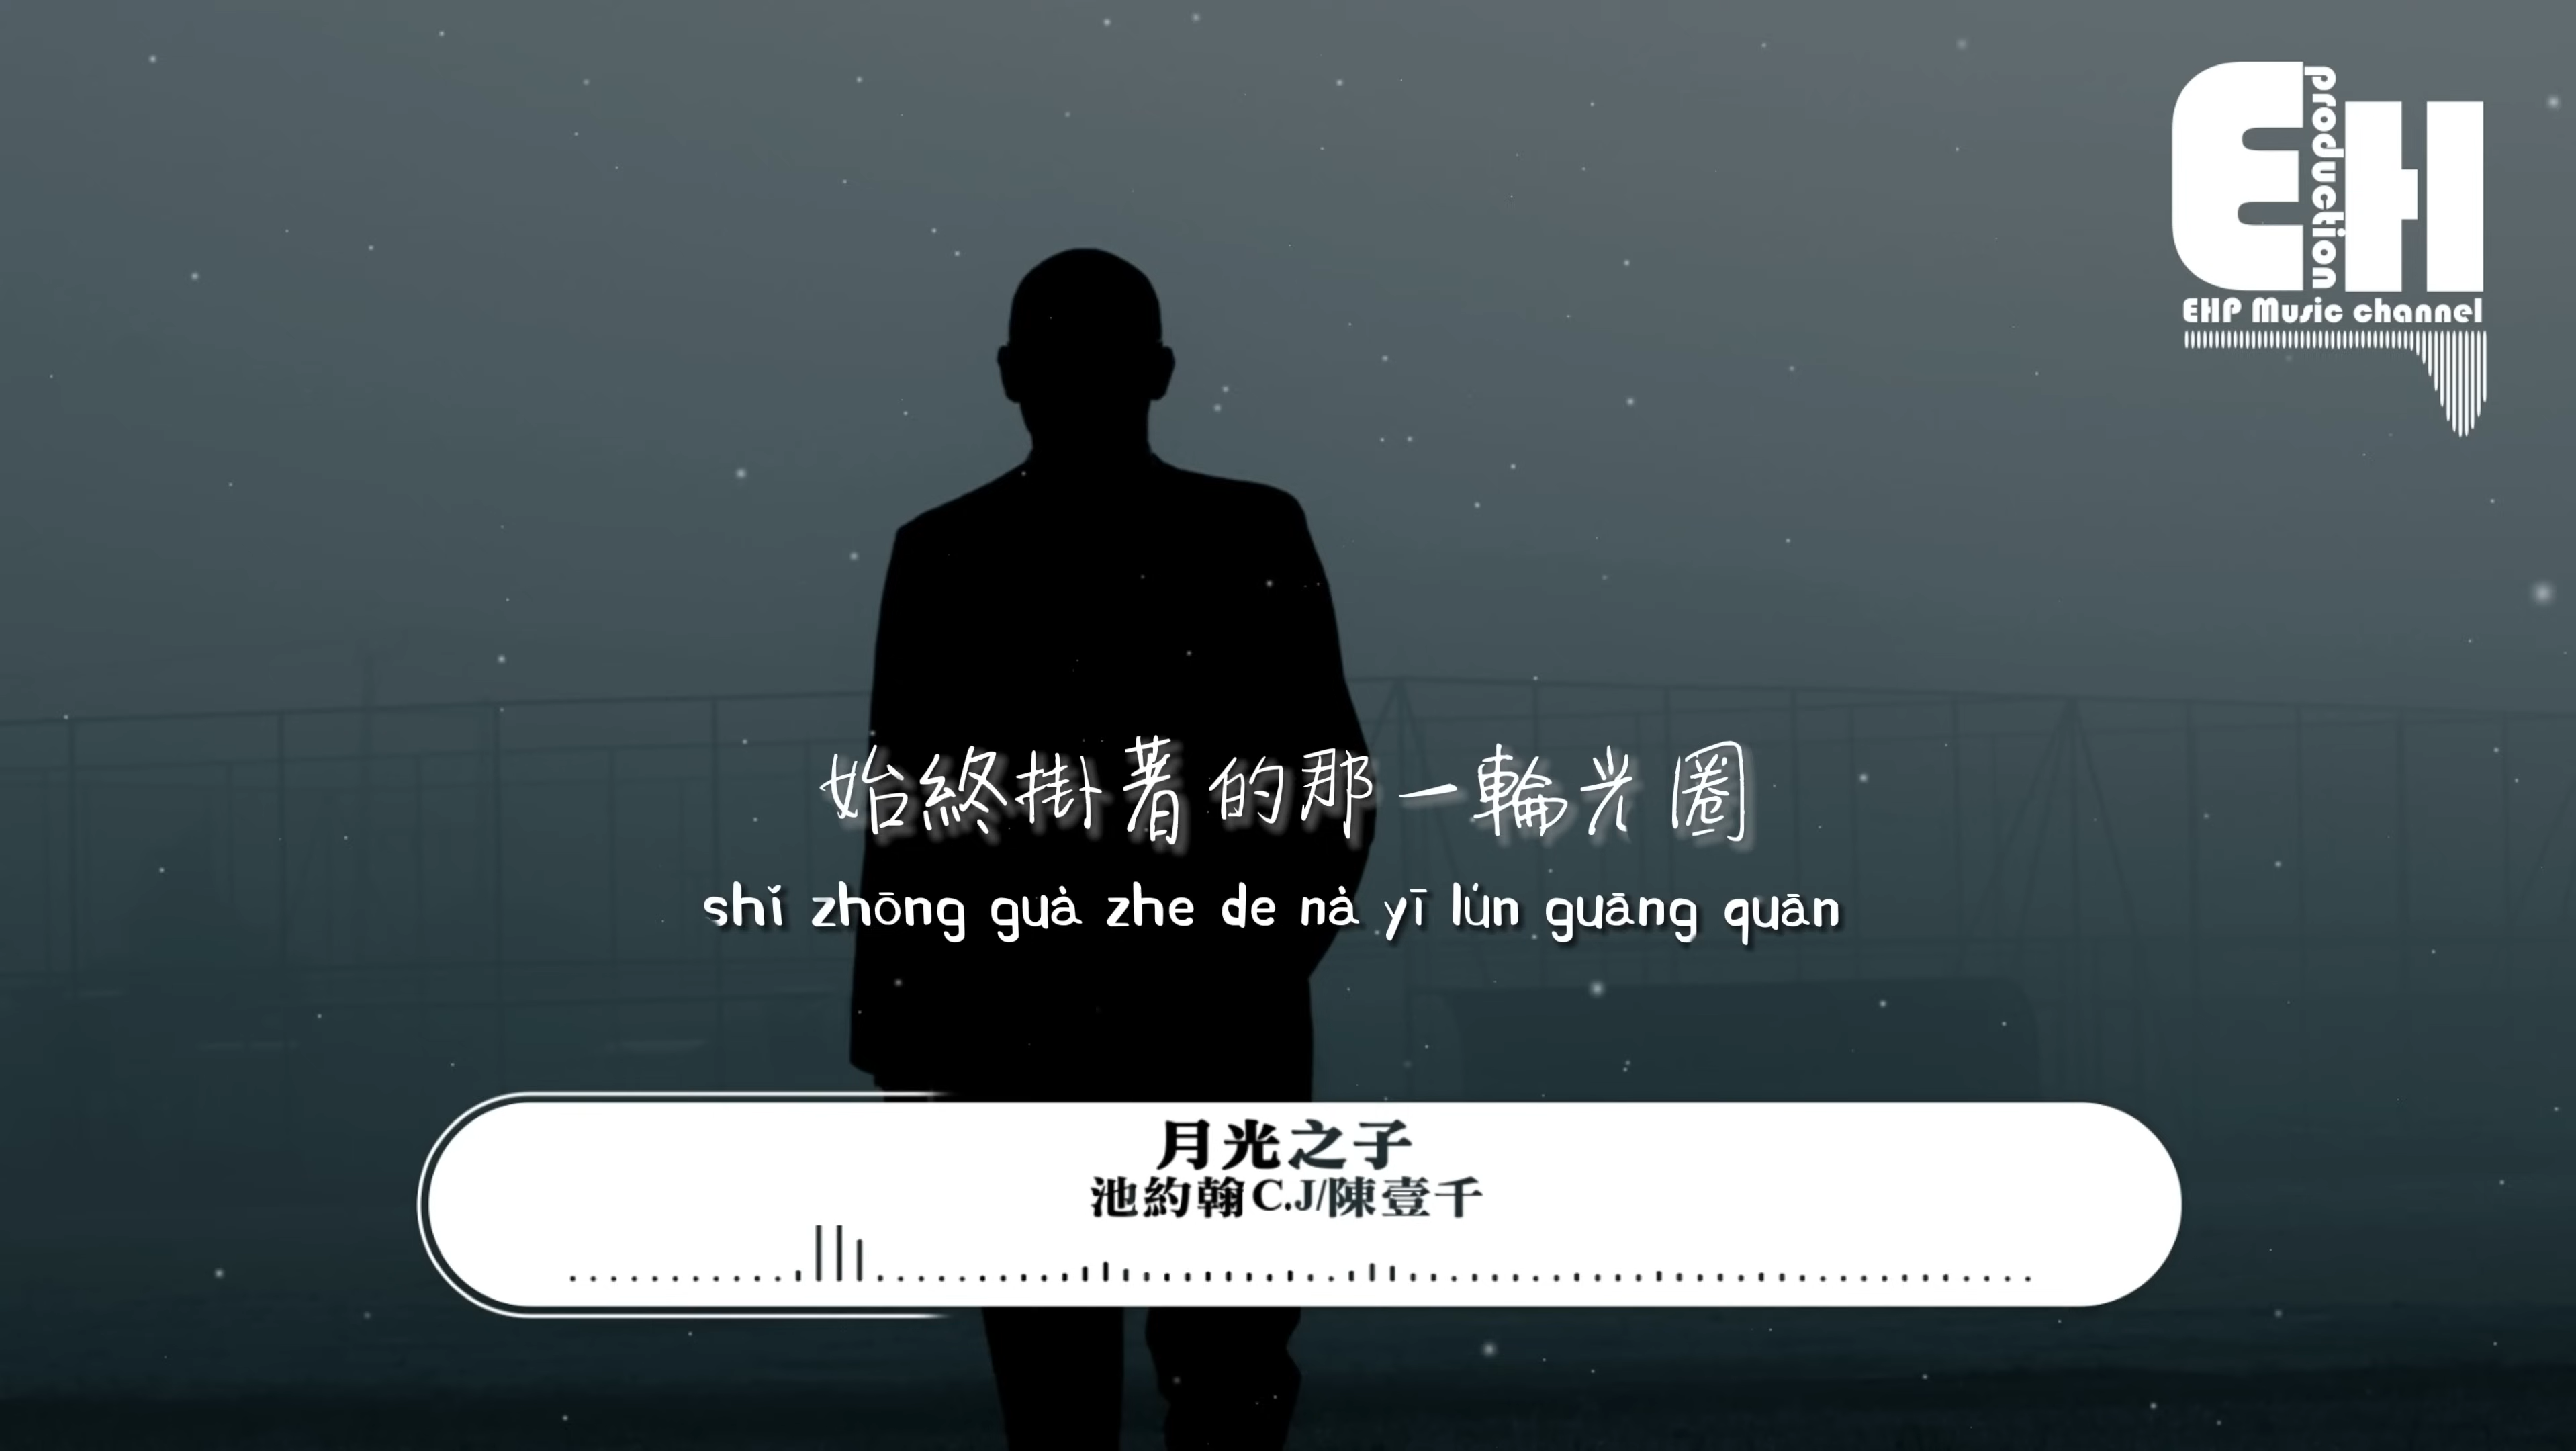 production
EH
EHP Music channel
始終掛著的那一輪光圈
shǐ zhōng guà zhe de nà yī lún guāng quān
月光之子
池約翰C.J/陳壹千